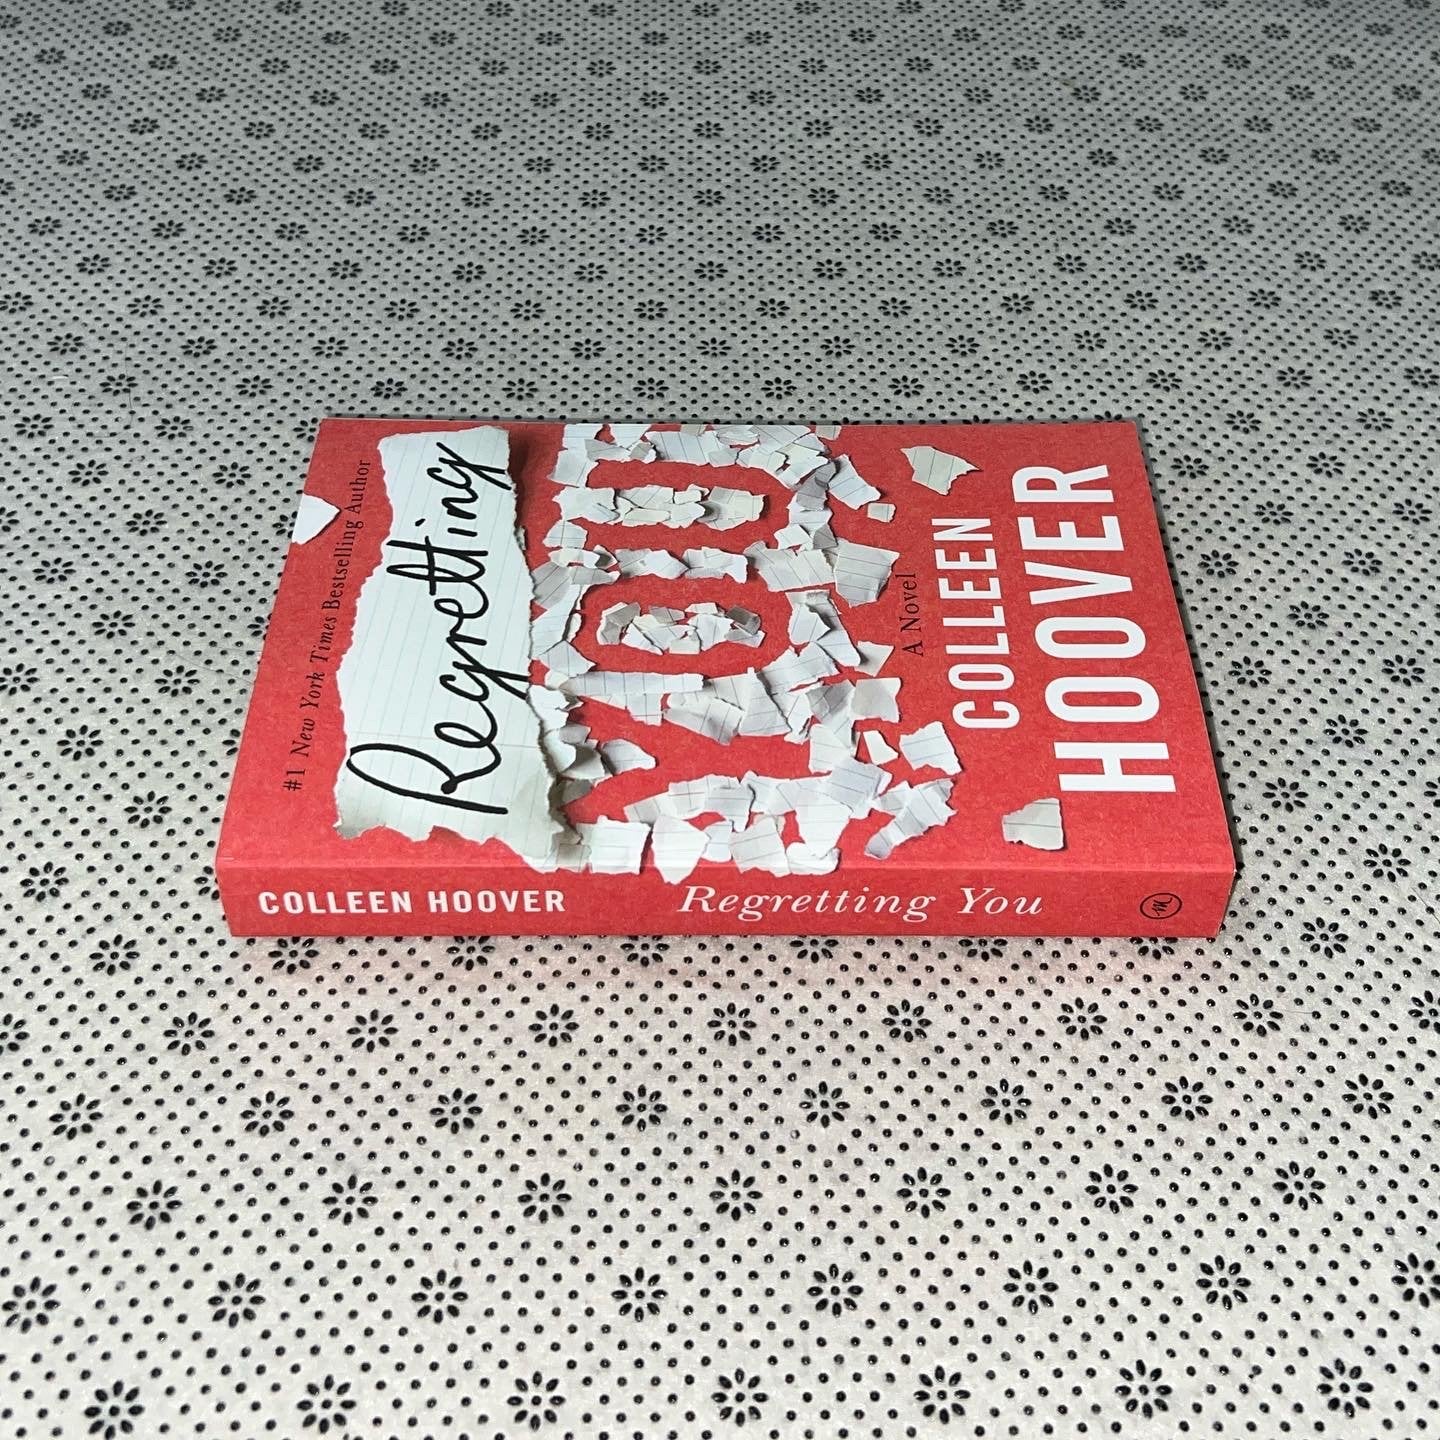 #1 New York Times Bestselling Author
Regretting
YOU
A Novel
COLLEEN
HOOVER
COLLEEN HOOVER Regretting You
M